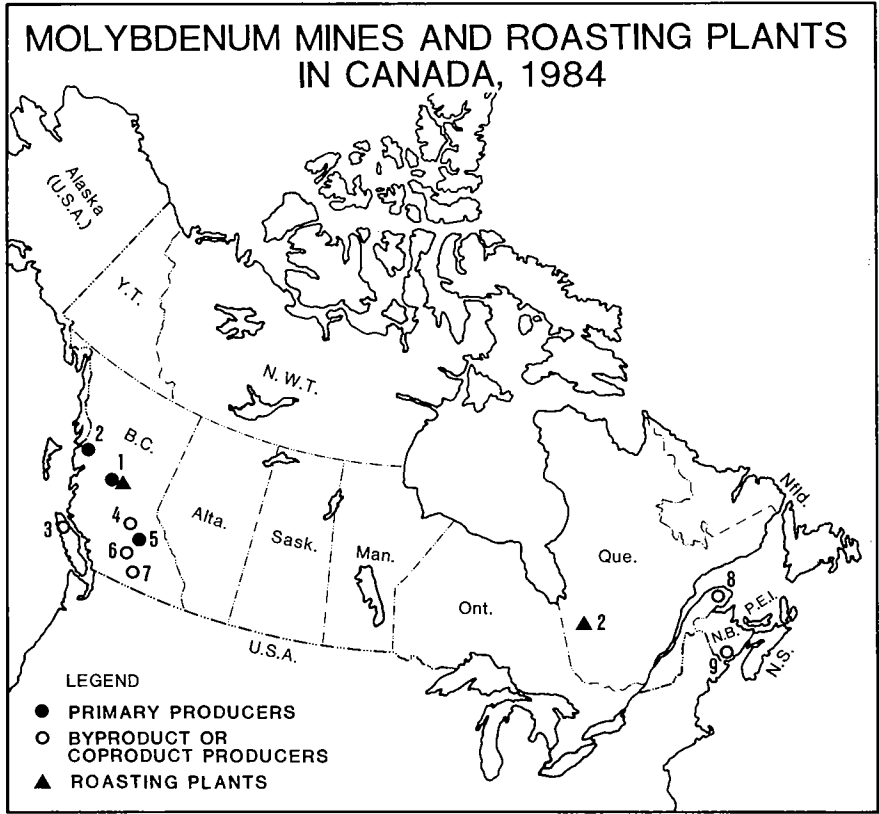 MOLYBDENUM MINES AND ROASTING PLANTS
IN CANADA, 1984
Alaska
(U.S.A.)
Y.T.
N.W.T.
2
B.C.
1
3
4
5
6
7
Alta.
Sask.
Man.
Ont.
Que.
Nfld.
2
8
P.E.I.
N.B.
9
N.S.
U.S.A.
LEGEND
PRIMARY PRODUCERS
BYPRODUCT OR
COPRODUCT PRODUCERS
ROASTING PLANTS